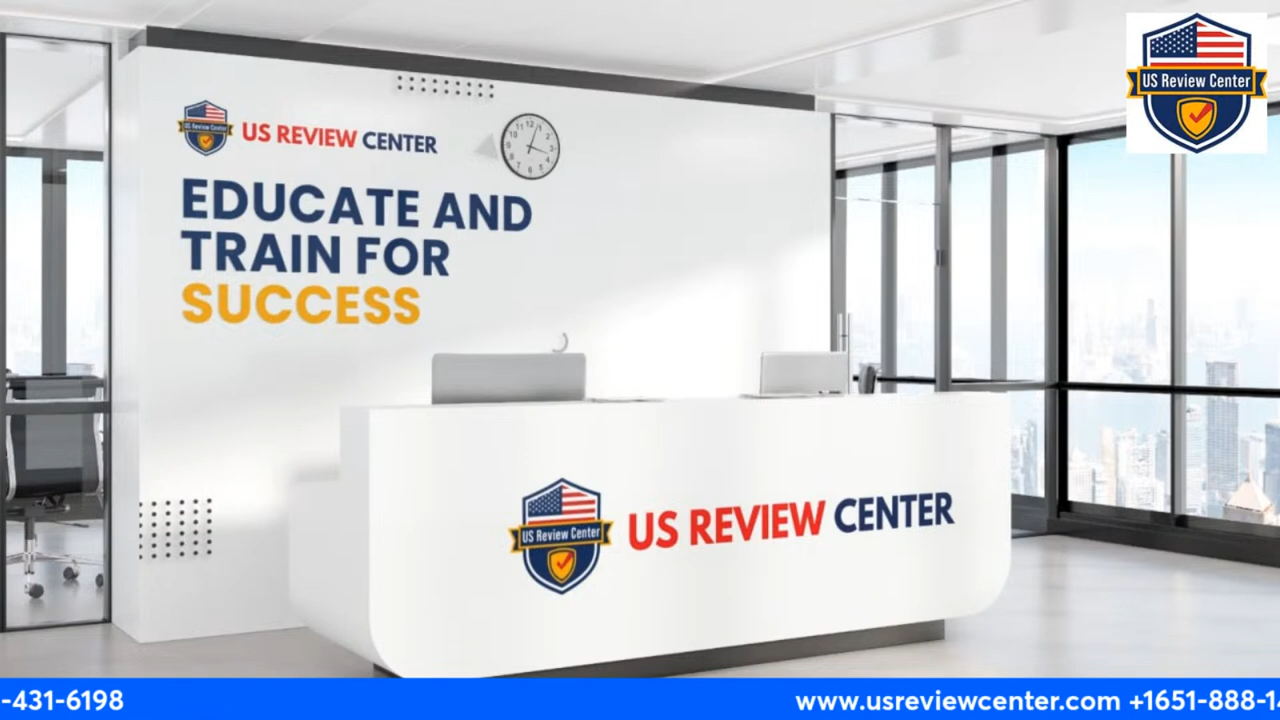 US Review Center
US Review Center
US REVIEW CENTER
12
EDUCATE AND
TRAIN FOR
SUCCESS
US Review Center
US REVIEW CENTER
-431-6198
www.usreviewcenter.com +1651-888-1